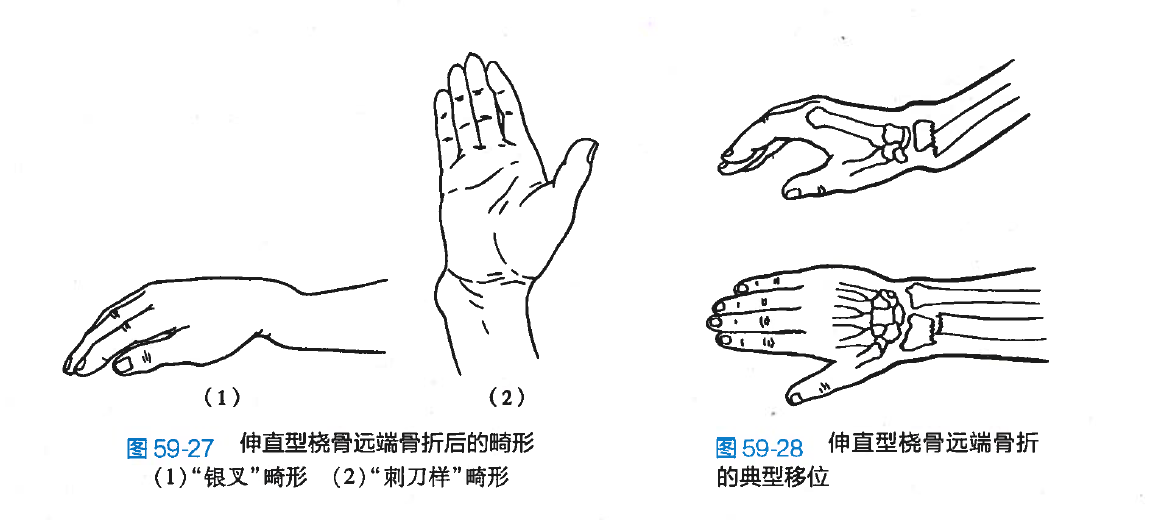 (1)
(2)
图 59-27 伸直型桡骨远端骨折后的畸形
(1)“银叉”畸形 (2)“刺刀样”畸形
图 59-28 伸直型桡骨远端骨折
的典型移位